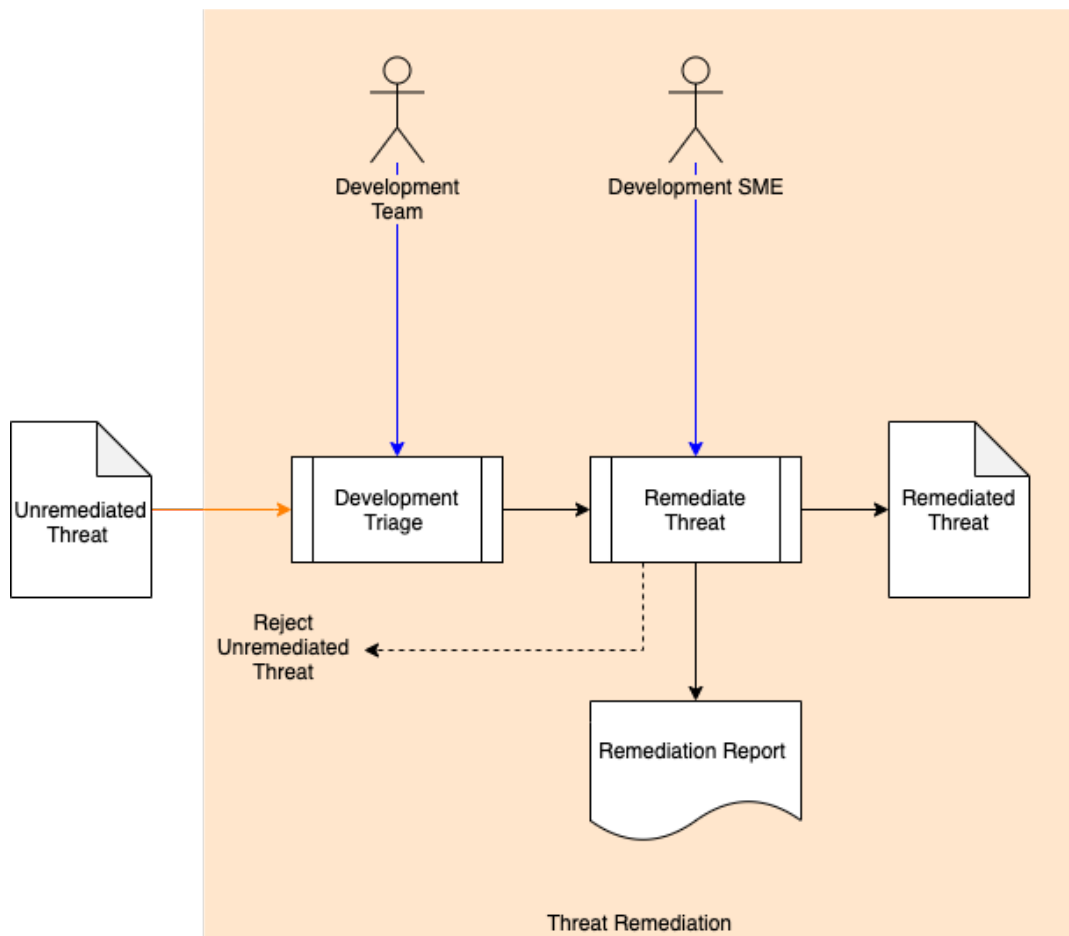 Development
Team
Development SME
Unremediated
Threat
Development
Triage
Remediate
Threat
Remediated
Threat
Reject
Unremediated
Threat
Remediation Report
Threat Remediation